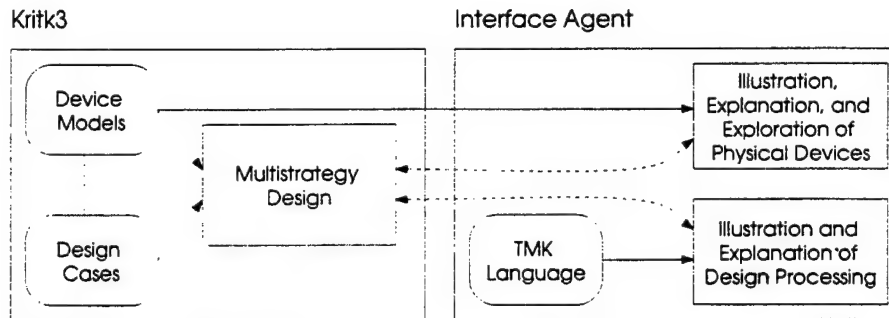 Kritk3
Interface Agent
Device
Models
Multistrategy
Design
Design
Cases
Illustration,
Explanation, and
Exploration of
Physical Devices
TMK
Language
Illustration and
Explanation of
Design Processing